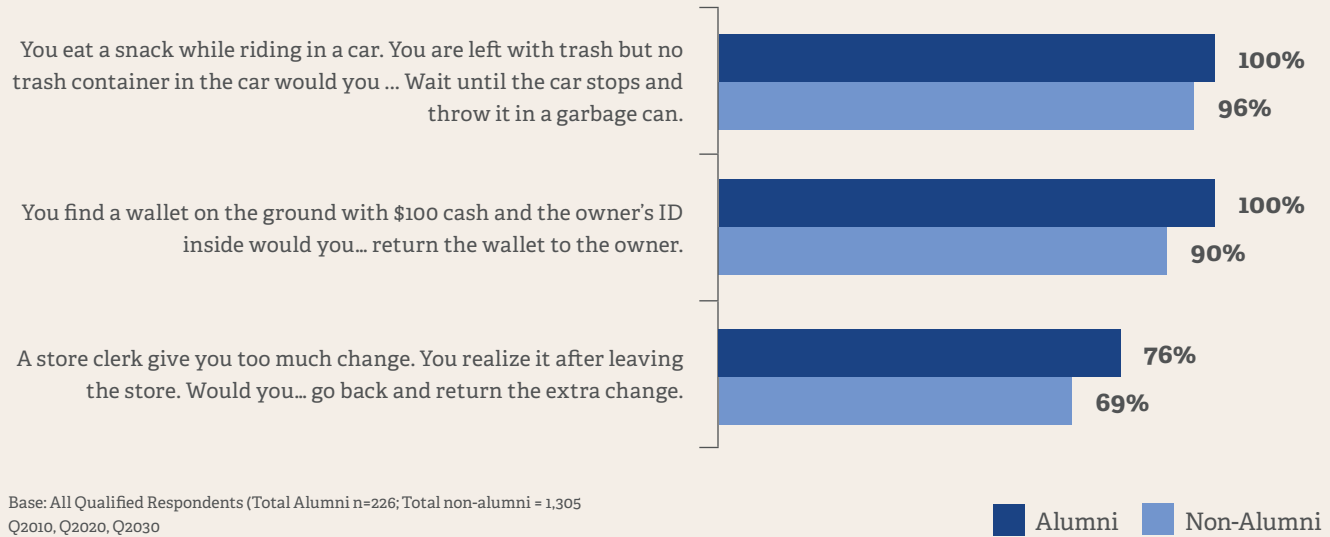 You eat a snack while riding in a car. You are left with trash but no
trash container in the car would you ... Wait until the car stops and
throw it in a garbage can.
100%
96%
You find a wallet on the ground with $100 cash and the owner's ID
inside would you... return the wallet to the owner.
100%
90%
A store clerk give you too much change. You realize it after leaving
the store. Would you... go back and return the extra change.
76%
69%
Base: All Qualified Respondents (Total Alumni n=226; Total non-alumni = 1,305
Q2010, Q2020, Q2030
Alumni
Non-Alumni